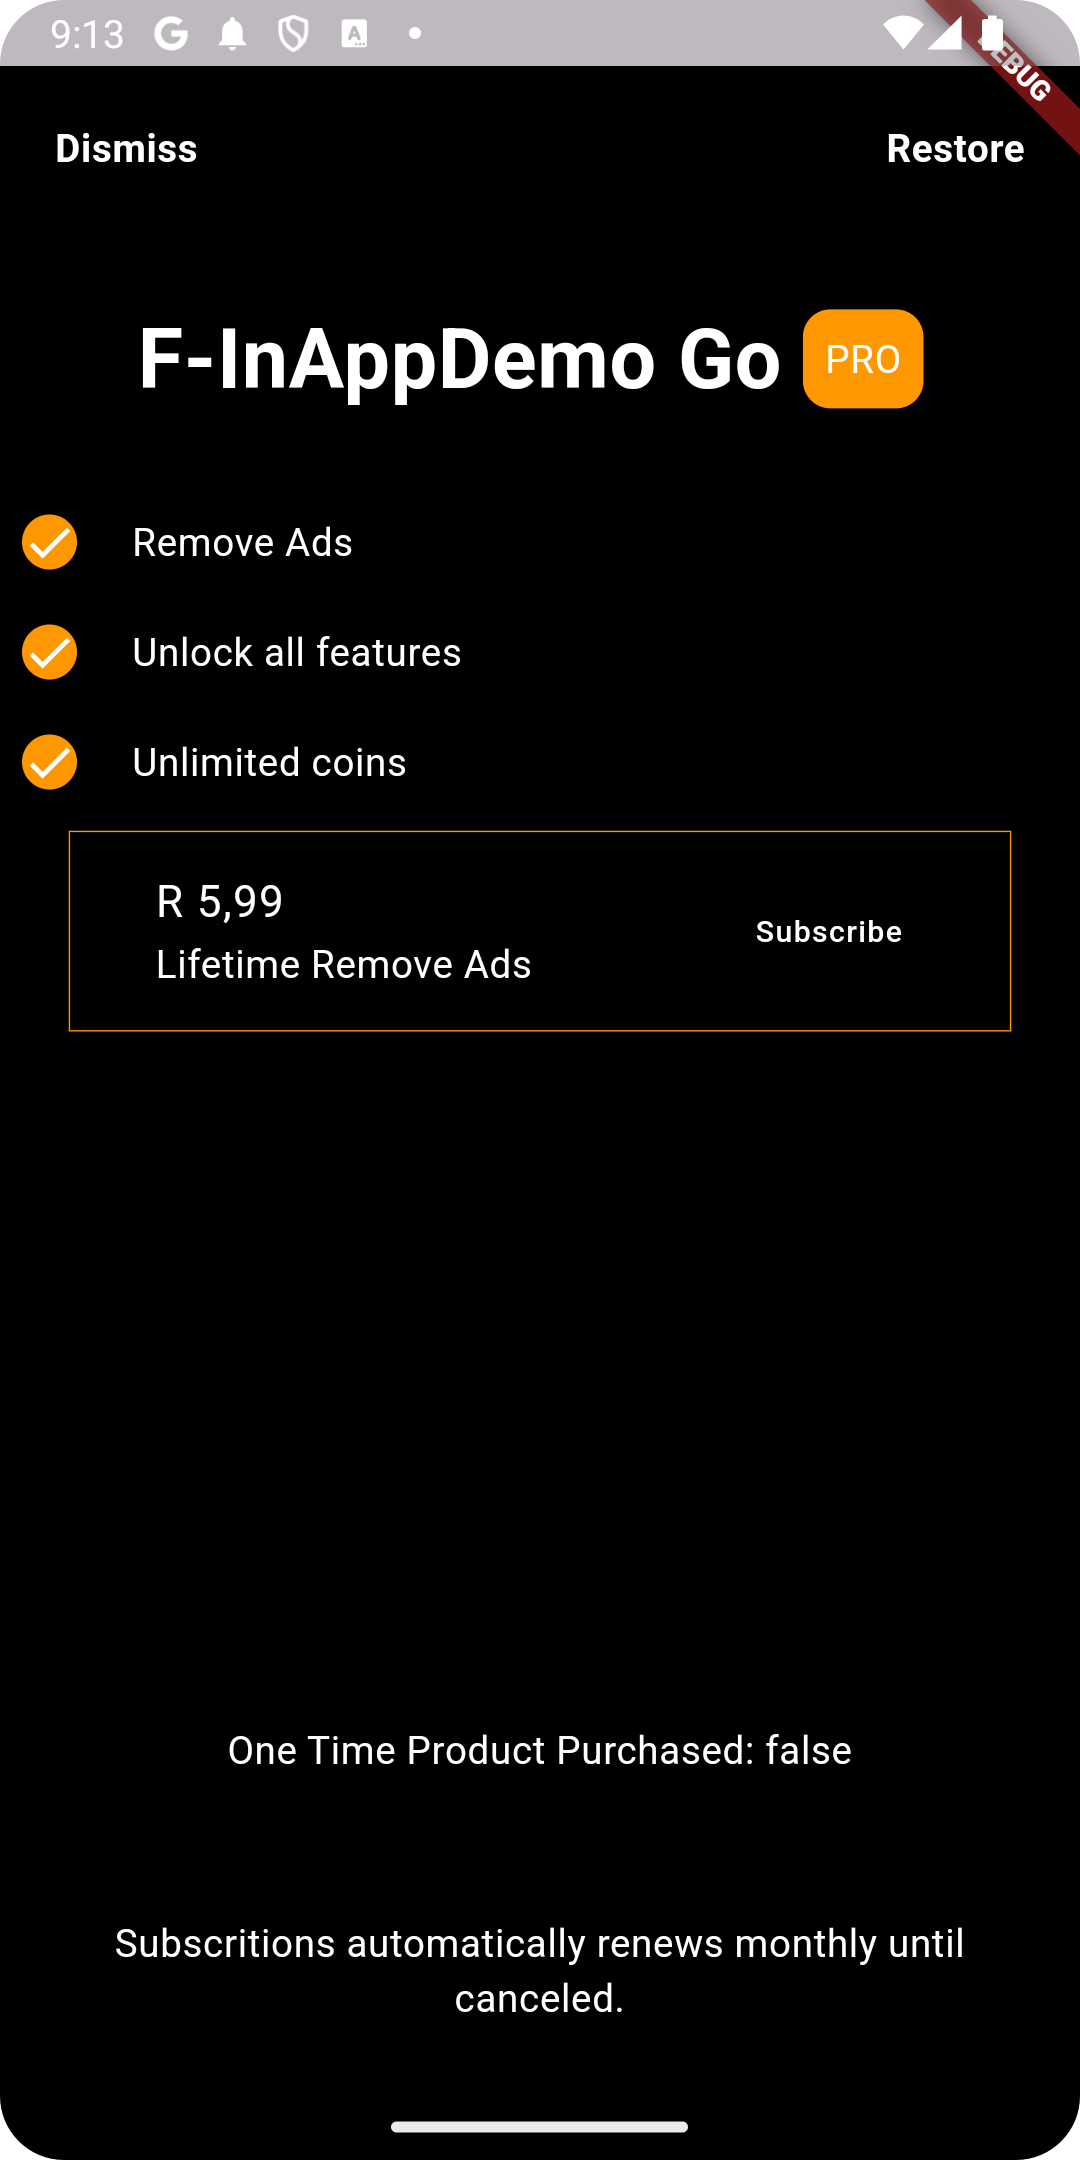 9:13
DEBUG
Dismiss
Restore
F-InAppDemo Go PRO
Remove Ads
Unlock all features
Unlimited coins
R 5,99
Lifetime Remove Ads
Subscribe
One Time Product Purchased: false
Subscritions automatically renews monthly until
canceled.